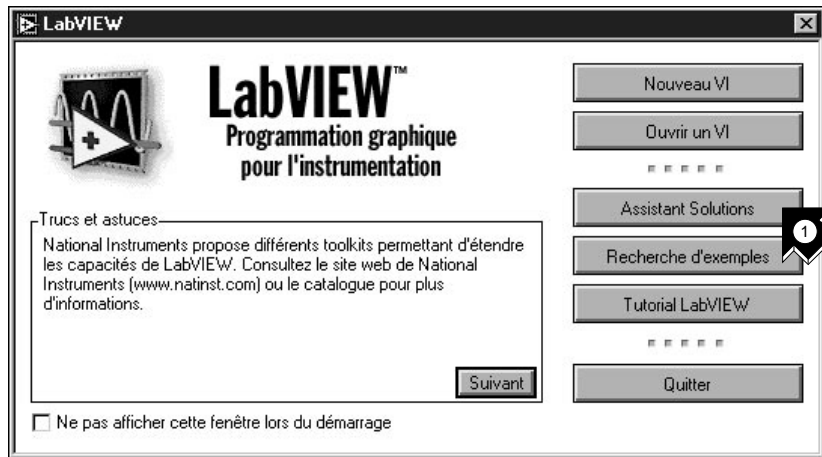 LabVIEW
LabVIEW™
Programmation graphique
pour l'instrumentation
Trucs et astuces
National Instruments propose différents toolkits permettant d'étendre
les capacités de LabVIEW. Consultez le site web de National
Instruments (www.natinst.com) ou le catalogue pour plus
d'informations.
Suivant
Ne pas afficher cette fenêtre lors du démarrage
Nouveau VI
Ouvrir un VI
Assistant Solutions
1
Recherche d'exemples
Tutorial LabVIEW
Quitter